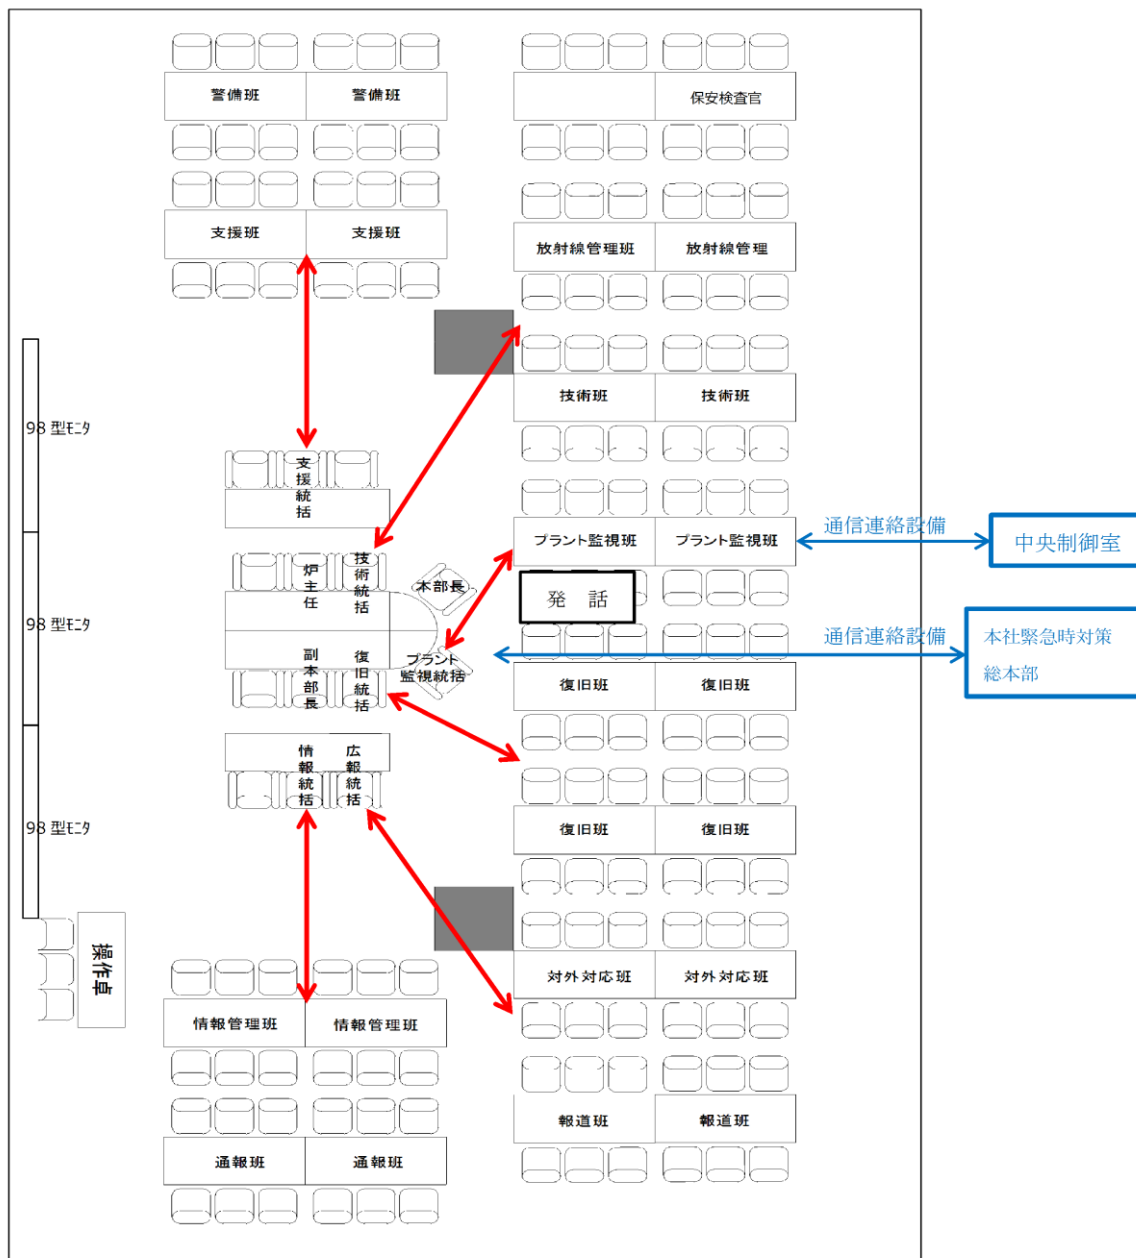 警備班
警備班
保安検査官
支援班
支援班
放射線管理班
放射線管理
技術班
技術班
98 型モニタ
支援統括
プラント監視班
プラント監視班
通信連絡設備
中央制御室
炉主任
技術統括
本部長
発 話
98 型モニタ
副本部長
復旧統括
プラント
監視統括
通信連絡設備
本社緊急時対策
総本部
復旧班
復旧班
情報統括
広報統括
98 型モニタ
復旧班
復旧班
操作卓
対外対応班
対外対応班
情報管理班
情報管理班
報道班
報道班
通報班
通報班